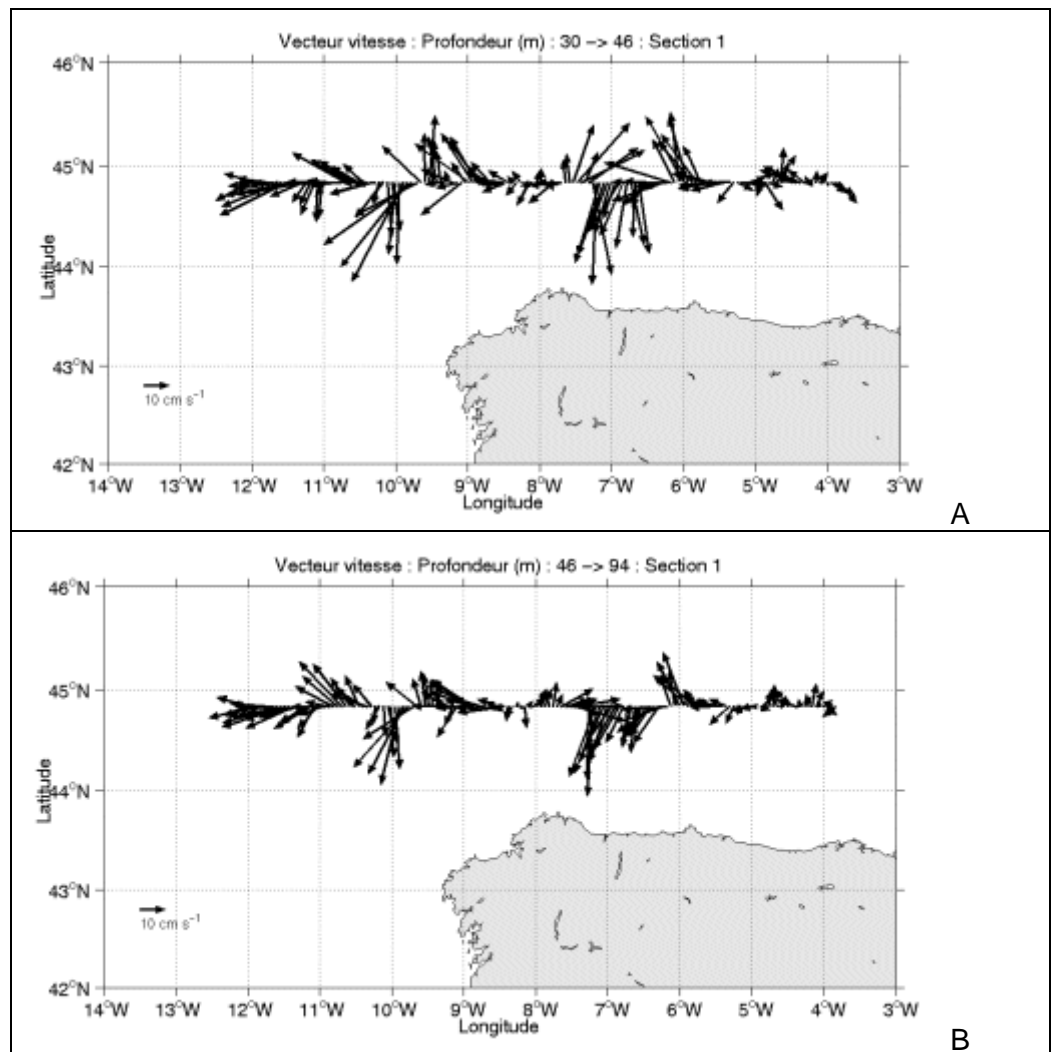 Vecteur vitesse : Profondeur (m) : 30 –> 46 : Section 1
46°N
45°N
44°N
43°N
42°N
Latitude
10 cm s⁻¹
14°W 13°W 12°W 11°W 10°W 9°W 8°W 7°W 6°W 5°W 4°W 3°W
Longitude
A
Vecteur vitesse : Profondeur (m) : 46 –> 94 : Section 1
46°N
45°N
44°N
43°N
42°N
Latitude
10 cm s⁻¹
14°W 13°W 12°W 11°W 10°W 9°W 8°W 7°W 6°W 5°W 4°W 3°W
Longitude
B